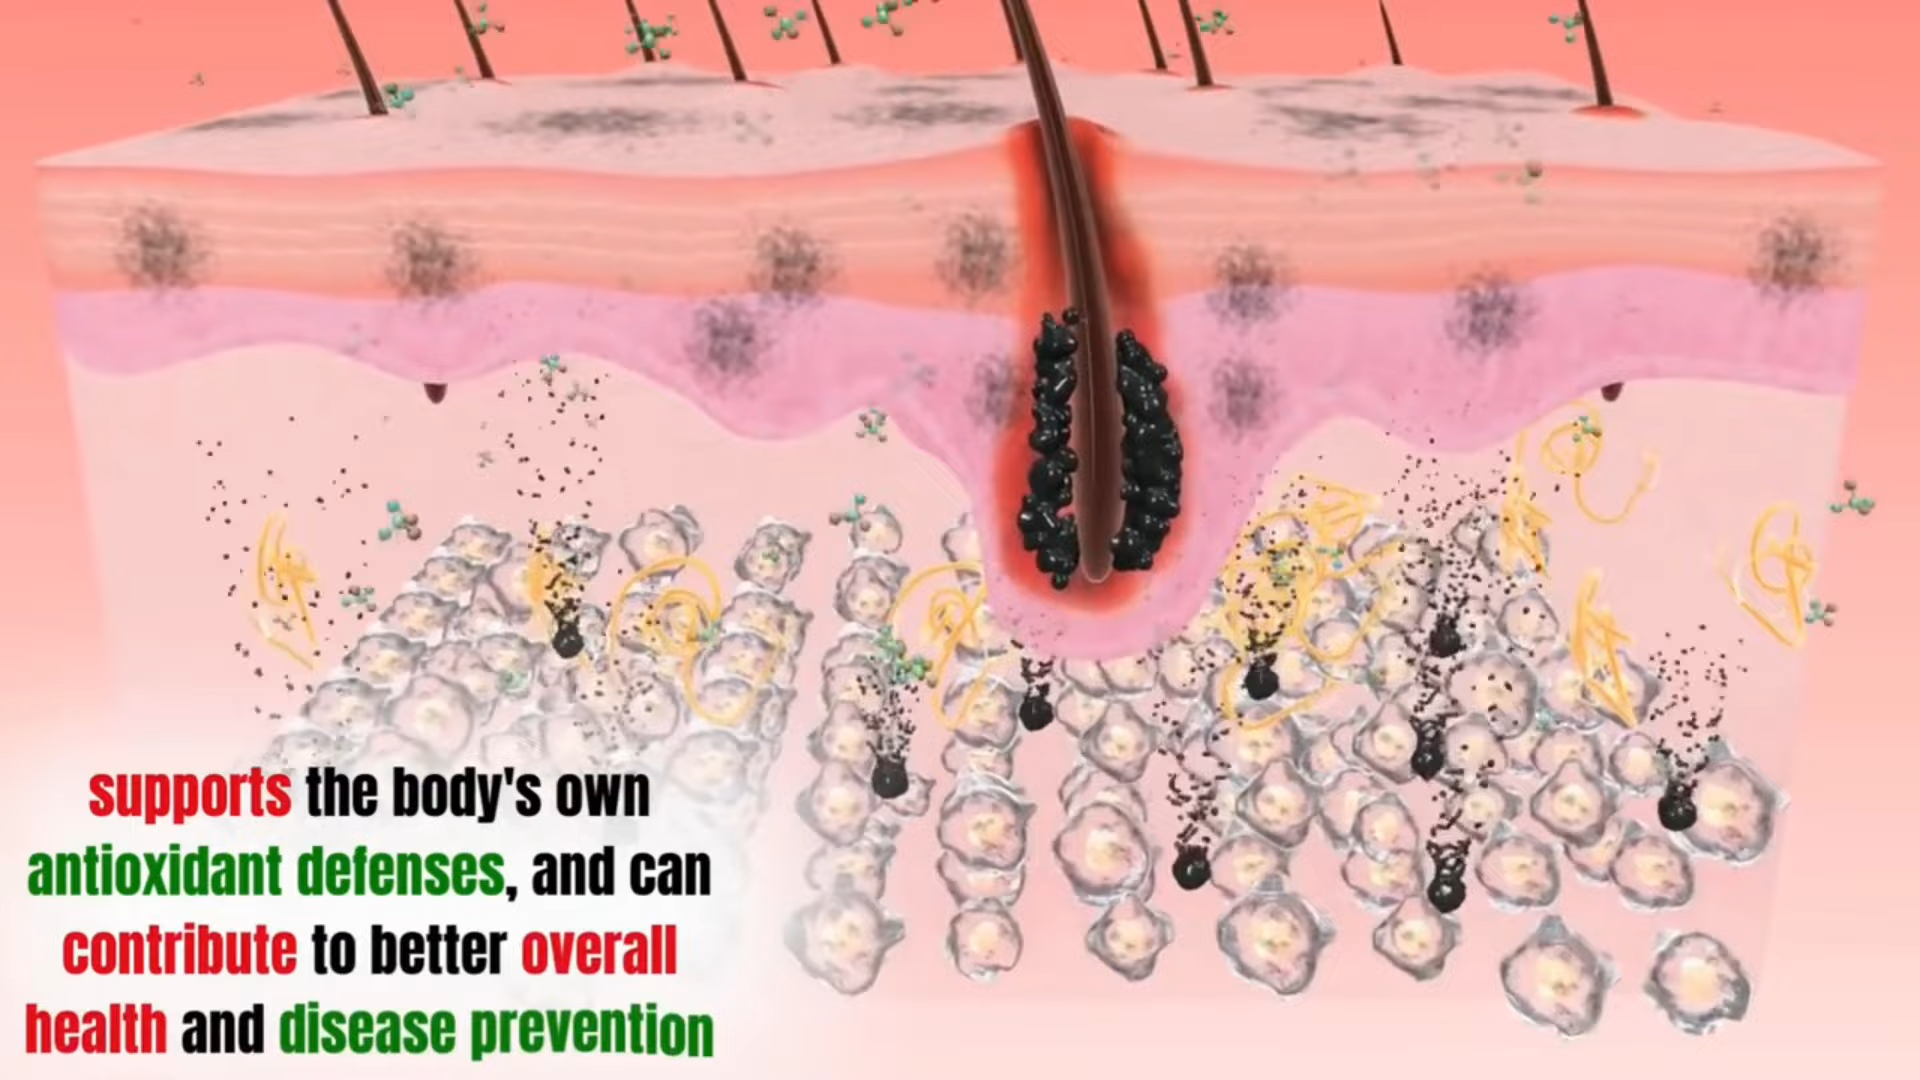 supports the body's own
antioxidant defenses, and can
contribute to better overall
health and disease prevention